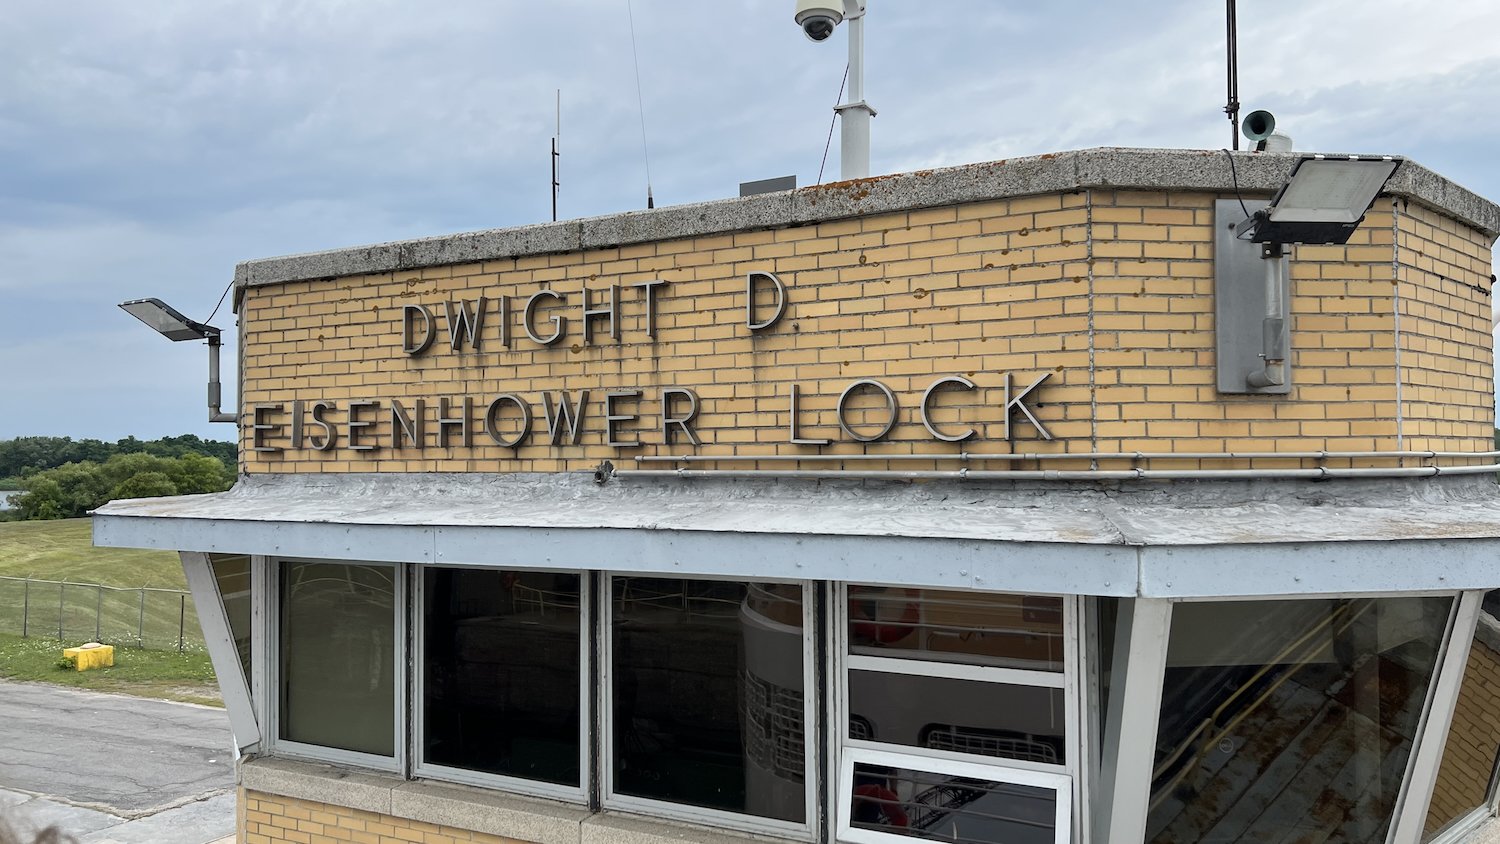 DWIGHT D.
EISENHOWER LOCK